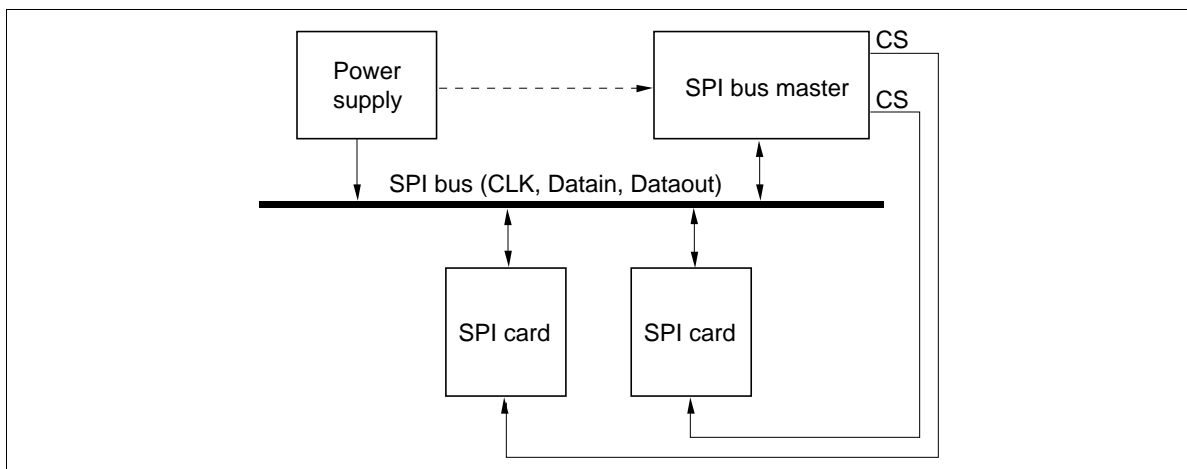 Power
supply
SPI bus master
CS
CS
SPI bus (CLK, Datain, Dataout)
SPI card
SPI card